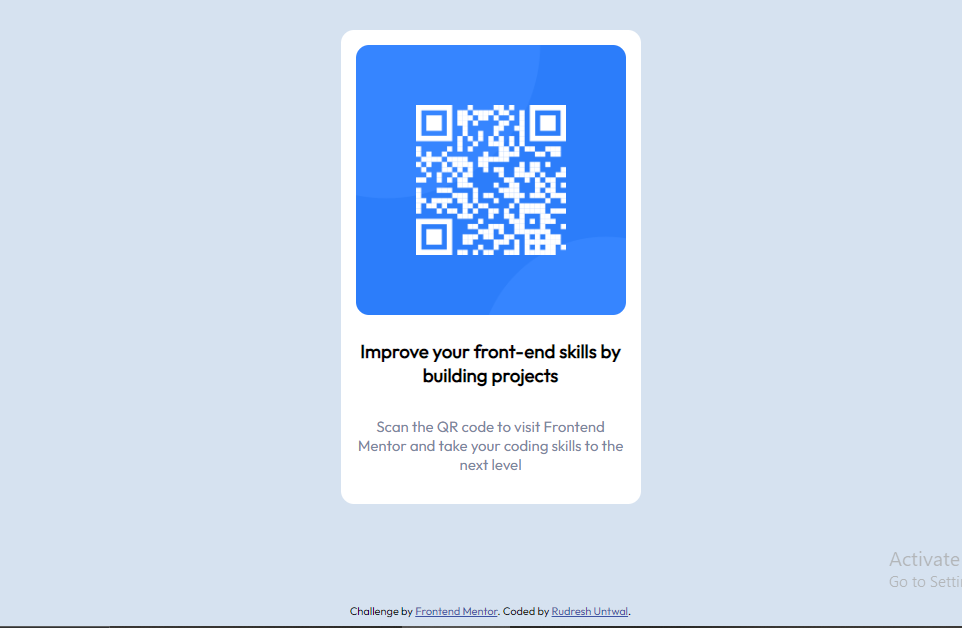 Improve your front-end skills by
building projects
Scan the QR code to visit Frontend
Mentor and take your coding skills to the
next level
Activate
Go to Setti
Challenge by Frontend Mentor. Coded by Rudresh Untwal.